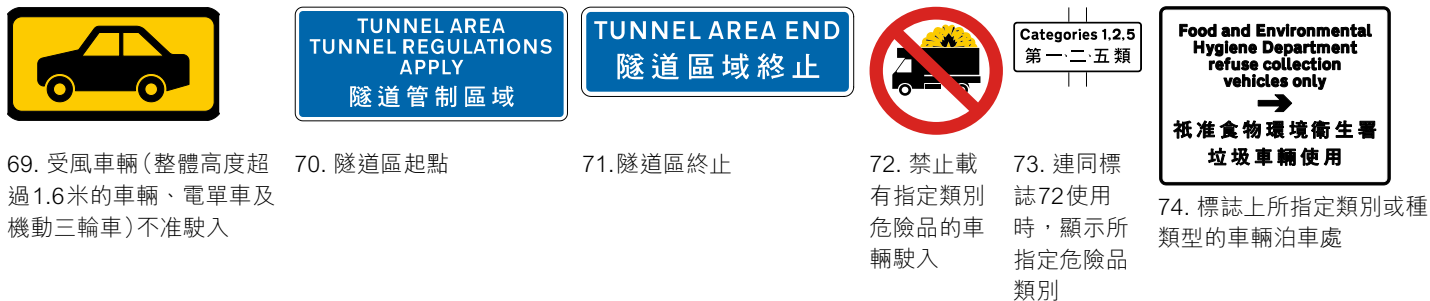 TUNNEL AREA
TUNNEL REGULATIONS
APPLY
隧道管制區域
TUNNEL AREA END
隧道區域終止
Categories 1,2,5
第一·二·五類
Food and Environmental
Hygiene Department
refuse collection
vehicles only
→
祇准食物環境衞生署
垃圾車輛使用
69. 受風車輛(整體高度超
過1.6米的車輛、電單車及
機動三輪車)不准駛入
70. 隧道區起點
71.隧道區終止
72. 禁止載
有指定類別
危險品的車
輛駛入
73. 連同標
誌72使用
時,顯示所
指定危險品
類別
74. 標誌上所指定類別或種
類型的車輛泊車處